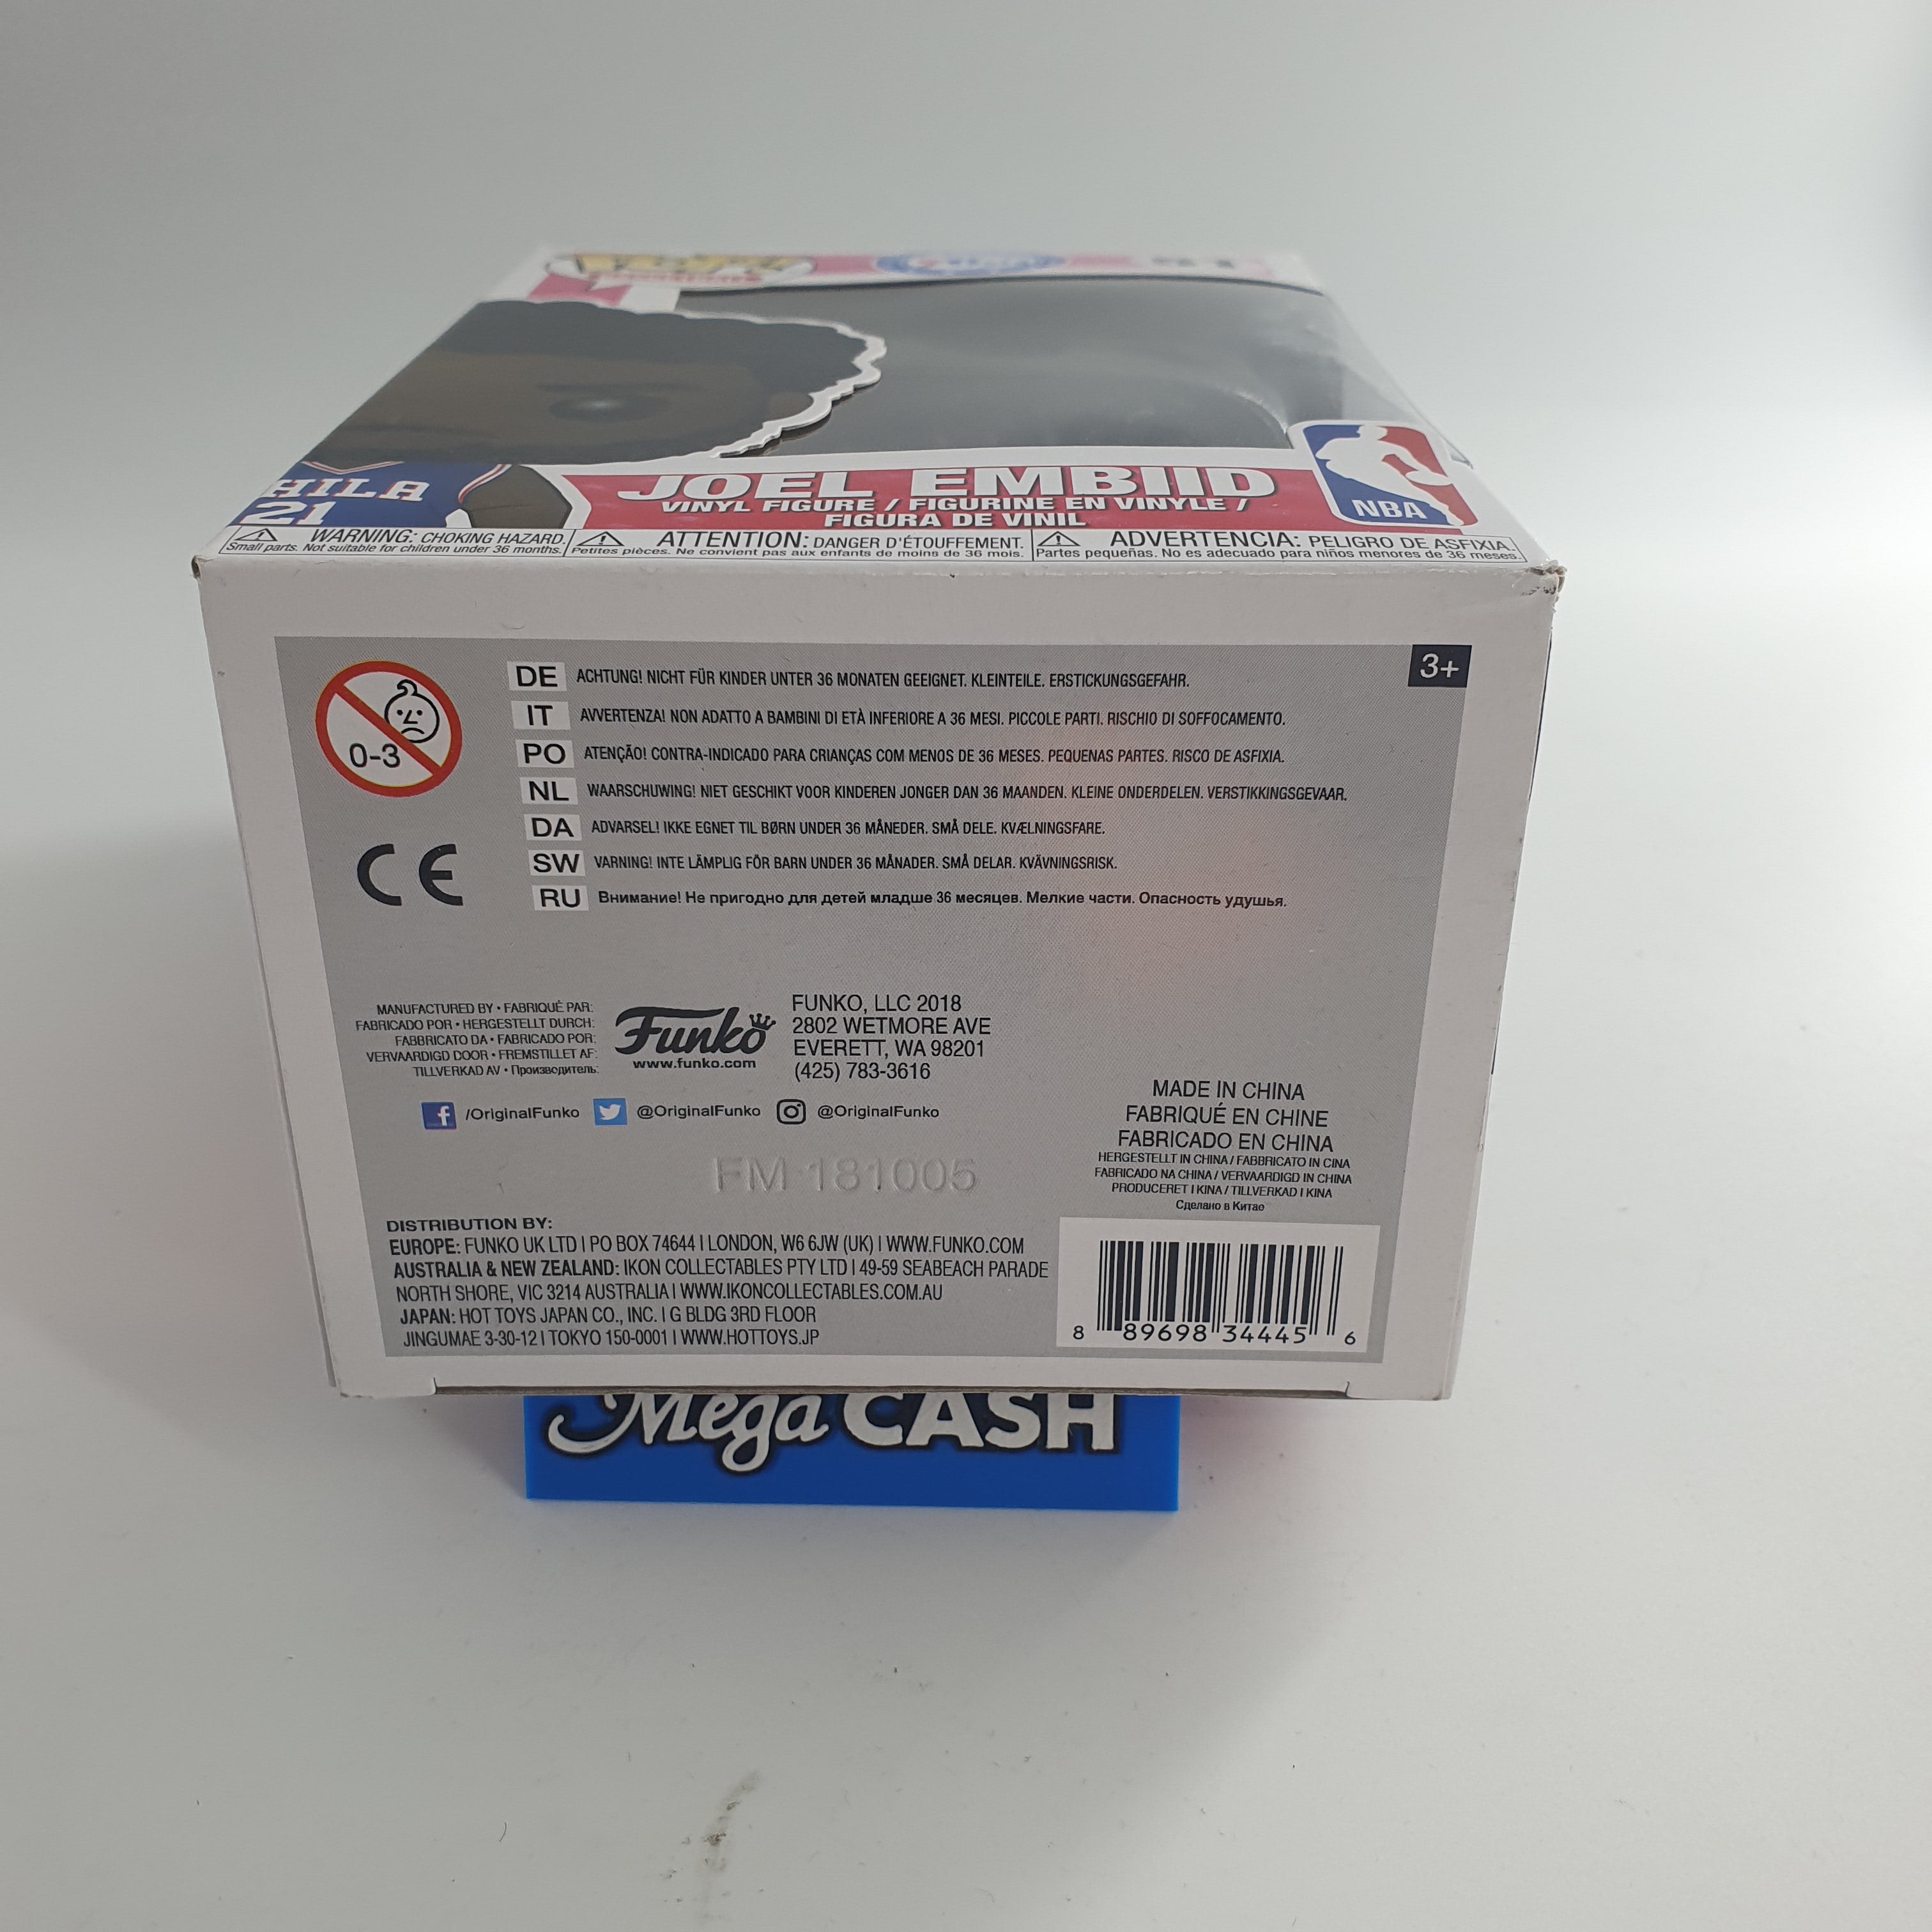 JOEL EMBIID
VINYL FIGURE / FIGURINE EN VINYLE /
FIGURA DE VINIL
NBA
HILA
21
WARNING: CHOKING HAZARD.
Small parts. Not suitable for children under 36 months.
ATTENTION: DANGER D'ÉTOUFFEMENT.
Petites pièces. Ne convient pas aux enfants de moins de 36 mois.
ADVERTENCIA: PELIGRO DE ASFIXIA.
Partes pequeñas. No es adecuado para niños menores de 36 meses.
3+
0-3
DE ACHTUNG! NICHT FÜR KINDER UNTER 36 MONATEN GEEIGNET. KLEINTEILE. ERSTICKUNGSGEFAHR.
IT AVVERTENZA! NON ADATTO A BAMBINI DI ETÀ INFERIORE A 36 MESI. PICCOLE PARTI. RISCHIO DI SOFFOCAMENTO.
PO ATENÇÃO! CONTRA-INDICADO PARA CRIANÇAS COM MENOS DE 36 MESES. PEQUENAS PARTES. RISCO DE ASFIXIA.
NL WAARSCHUWING! NIET GESCHIKT VOOR KINDEREN JONGER DAN 36 MAANDEN. KLEINE ONDERDELEN. VERSTIKKINGSGEVAAR.
DA ADVARSEL! IKKE EGNET TIL BØRN UNDER 36 MÅNEDER. SMÅ DELE. KVÆLNINGSFARE.
SW VARNING! INTE LÄMPLIG FÖR BARN UNDER 36 MÅNADER. SMÅ DELAR. KVÄVNINGSRISK.
RU Внимание! Не пригодно для детей младше 36 месяцев. Мелкие части. Опасность удушья.
CE
MANUFACTURED BY • FABRIQUÉ PAR:
FABRICADO POR • HERGESTELLT DURCH:
FABBRICATO DA • FABRICADO POR:
VERVAARDIGD DOOR • FREMSTILLET AF:
TILLVERKAD AV • Производитель:
Funko
www.funko.com
FUNKO, LLC 2018
2802 WETMORE AVE
EVERETT, WA 98201
(425) 783-3616
/OriginalFunko @OriginalFunko @OriginalFunko
MADE IN CHINA
FABRIQUÉ EN CHINE
FABRICADO EN CHINA
HERGESTELLT IN CHINA / FABBRICATO IN CINA
FABRICADO NA CHINA / VERVAARDIGD IN CHINA
PRODUCERET I KINA / TILLVERKAD I KINA
Сделано в Китае
FM 181005
DISTRIBUTION BY:
EUROPE: FUNKO UK LTD I PO BOX 74644 I LONDON, W6 6JW (UK) I WWW.FUNKO.COM
AUSTRALIA & NEW ZEALAND: IKON COLLECTABLES PTY LTD I 49-59 SEABEACH PARADE
NORTH SHORE, VIC 3214 AUSTRALIA I WWW.IKONCOLLECTABLES.COM.AU
JAPAN: HOT TOYS JAPAN CO., INC. I G BLDG 3RD FLOOR
JINGUMAE 3-30-12 I TOKYO 150-0001 I WWW.HOTTOYS.JP
8 89698 34445 6
Mega CASH